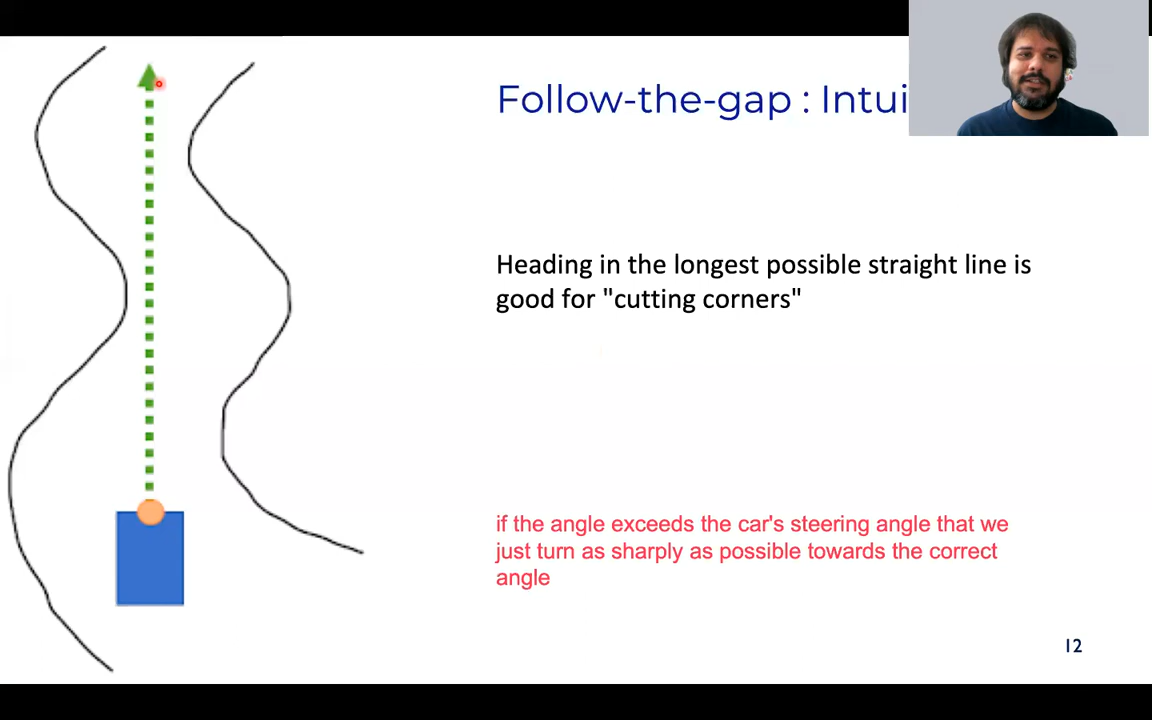 Follow-the-gap : Intui
Heading in the longest possible straight line is
good for "cutting corners"
if the angle exceeds the car's steering angle that we
just turn as sharply as possible towards the correct
angle
12